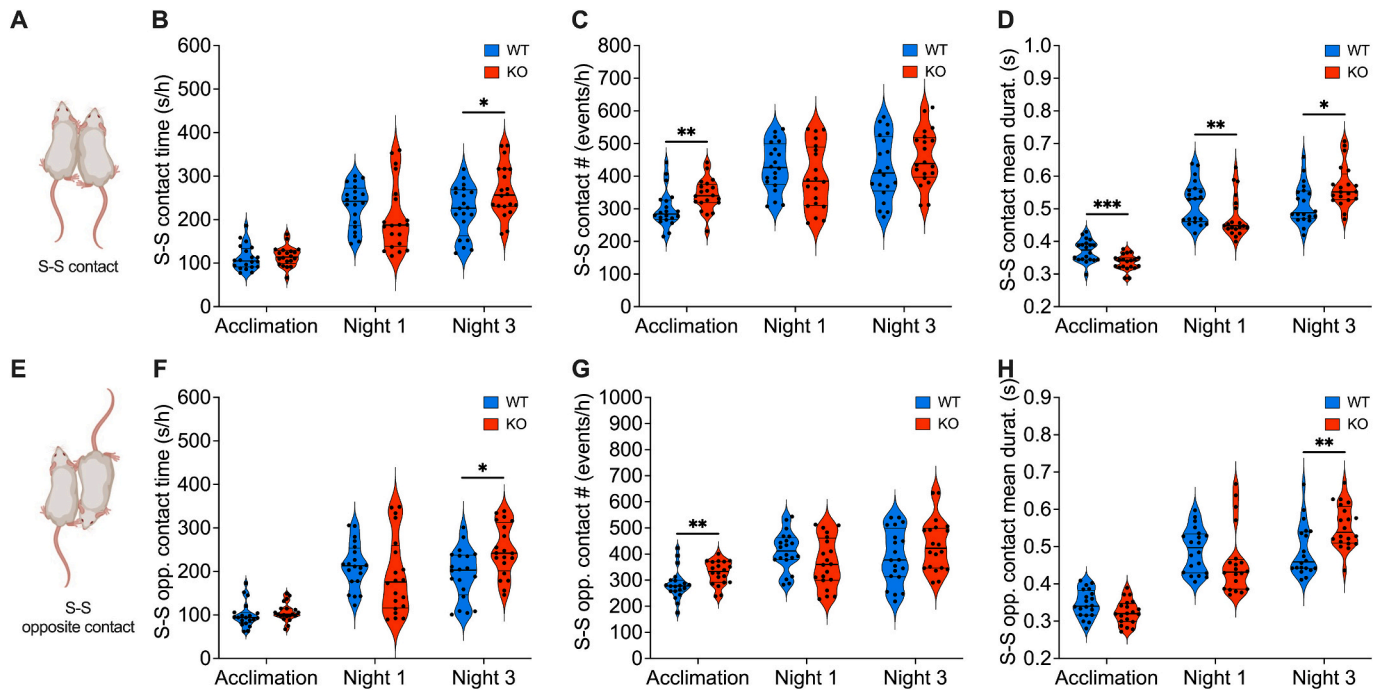 A
S-S contact
B
S-S contact time (s/h)
600
500
400
300
200
100
0
WT
KO
*
Acclimation Night 1 Night 3
C
S-S contact # (events/h)
800
700
600
500
400
300
200
100
0
WT
KO
**
Acclimation Night 1 Night 3
D
S-S contact mean durat. (s)
1.0
0.9
0.8
0.7
0.6
0.5
0.4
0.3
0.2
WT
KO
***
**
*
Acclimation Night 1 Night 3
E
S-S
opposite contact
F
S-S opp. contact time (s/h)
600
500
400
300
200
100
0
WT
KO
*
Acclimation Night 1 Night 3
G
S-S opp. contact # (events/h)
1000
900
800
700
600
500
400
300
200
100
0
WT
KO
**
Acclimation Night 1 Night 3
H
S-S opp. contact mean durat. (s)
0.9
0.8
0.7
0.6
0.5
0.4
0.3
0.2
WT
KO
**
Acclimation Night 1 Night 3